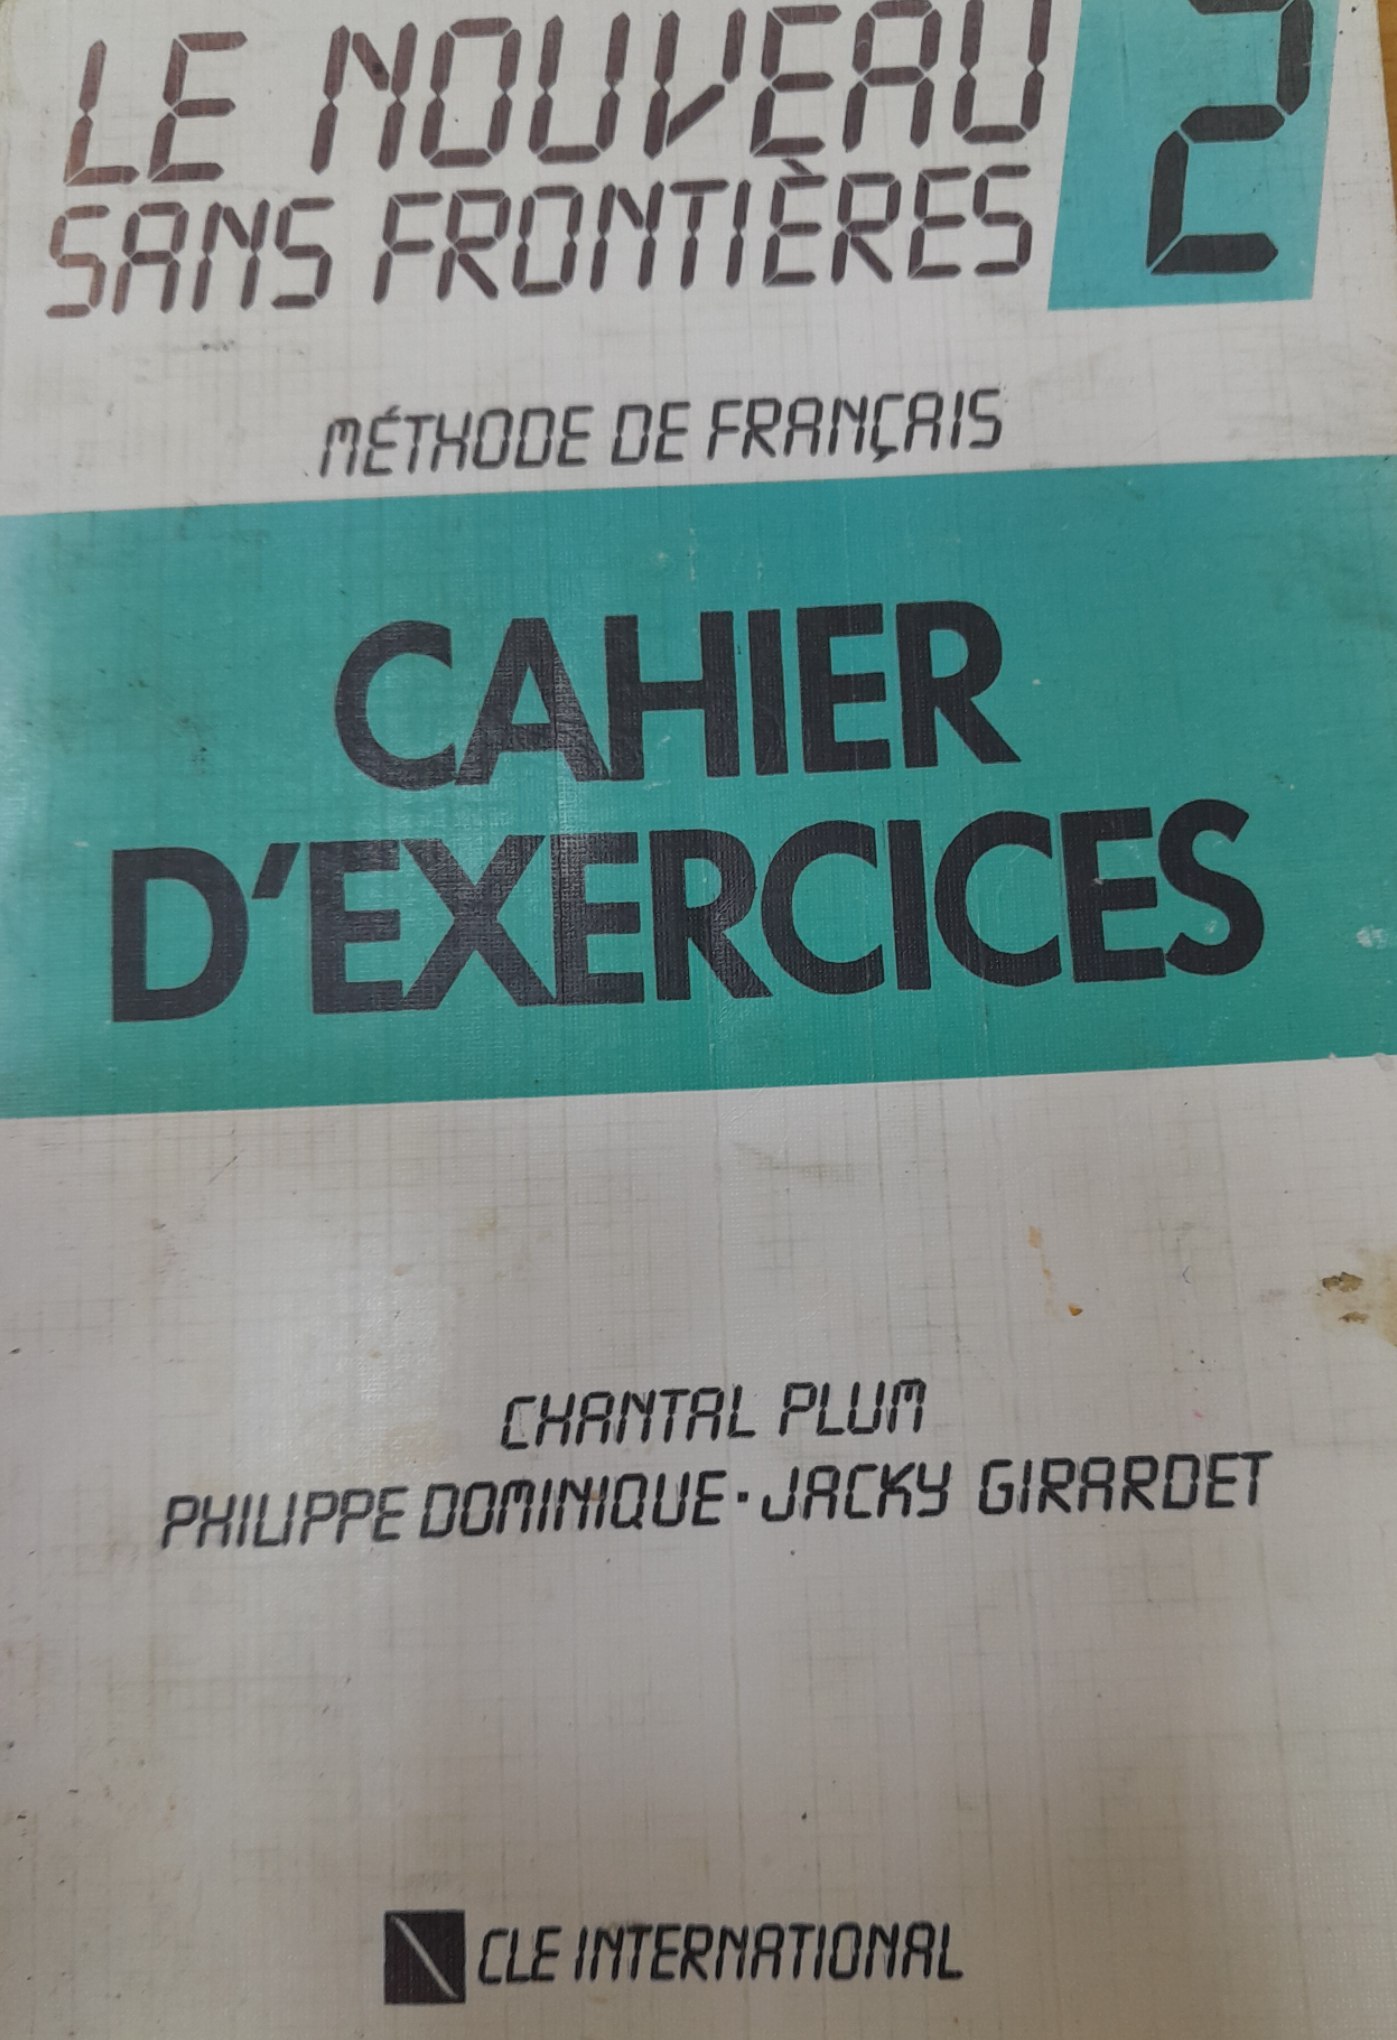 LE NOUVEAU 2
SANS FRONTIÈRES
MÉTHODE DE FRANÇAIS
CAHIER
D'EXERCICES
CHANTAL PLUM
PHILIPPE DOMINIQUE · JACKY GIRARDET
CLE INTERNATIONAL